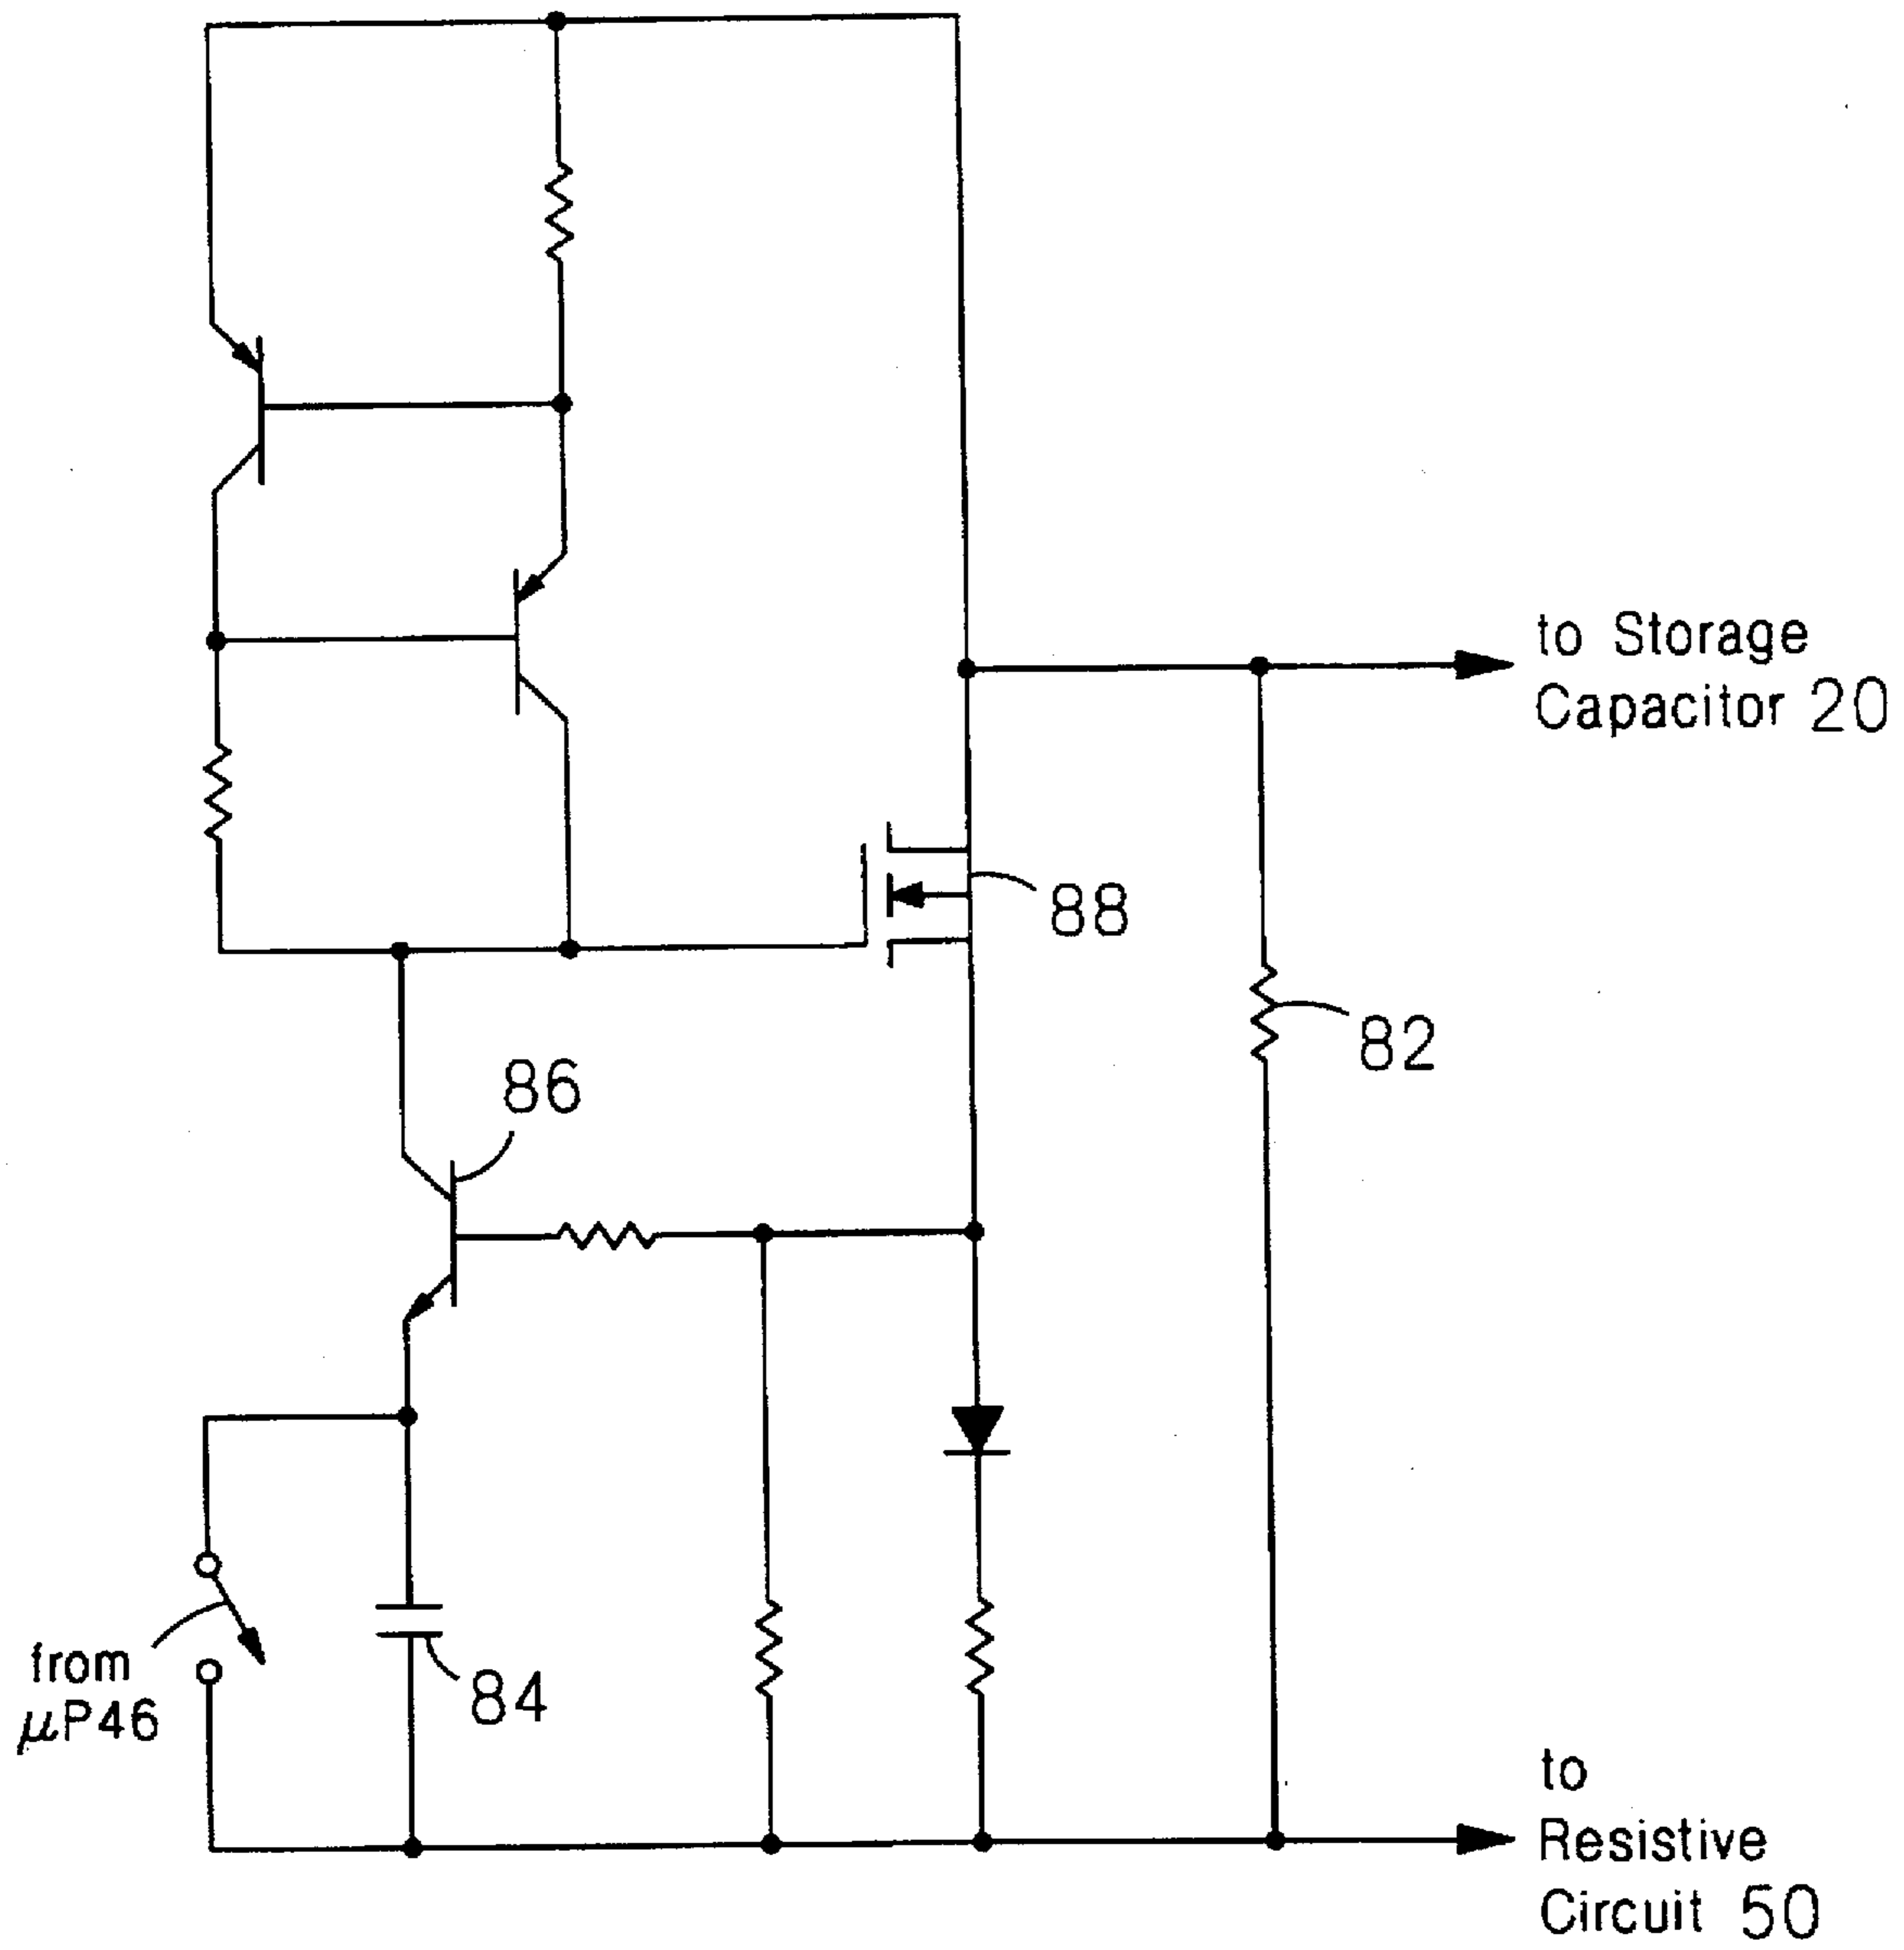 to Storage
Capacitor 20
88
82
86
from
µP46
84
to
Resistive
Circuit 50